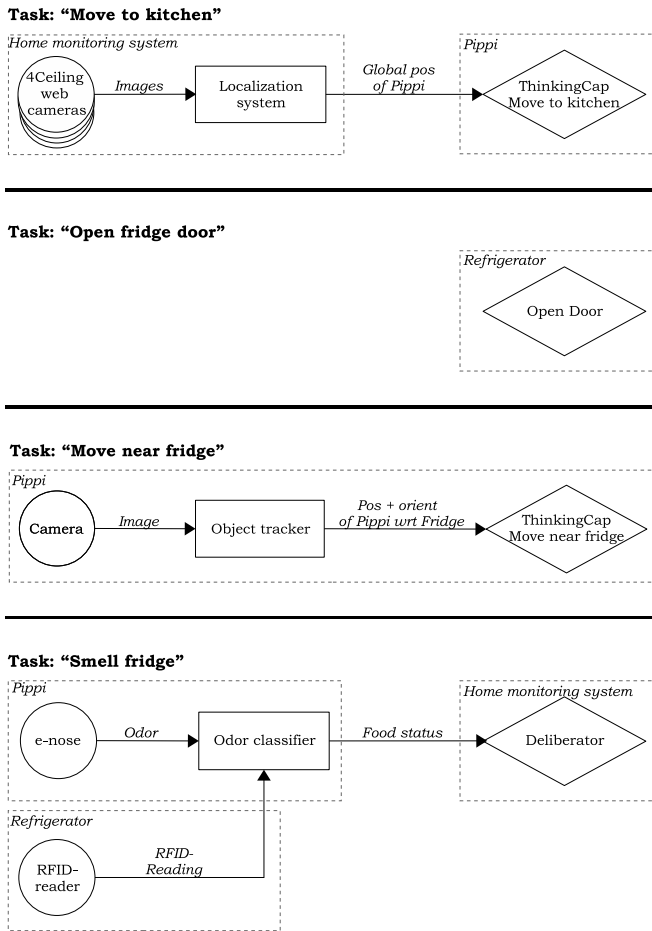 Task: “Move to kitchen”
Home monitoring system
Pippi
4Ceiling
web
cameras
Images
Localization
system
Global pos
of Pippi
ThinkingCap
Move to kitchen
Task: “Open fridge door”
Refrigerator
Open Door
Task: “Move near fridge”
Pippi
Camera
Image
Object tracker
Pos + orient
of Pippi wrt Fridge
ThinkingCap
Move near fridge
Task: “Smell fridge”
Pippi
Home monitoring system
e-nose
Odor
Odor classifier
Food status
Deliberator
Refrigerator
RFID-
reader
RFID-
Reading